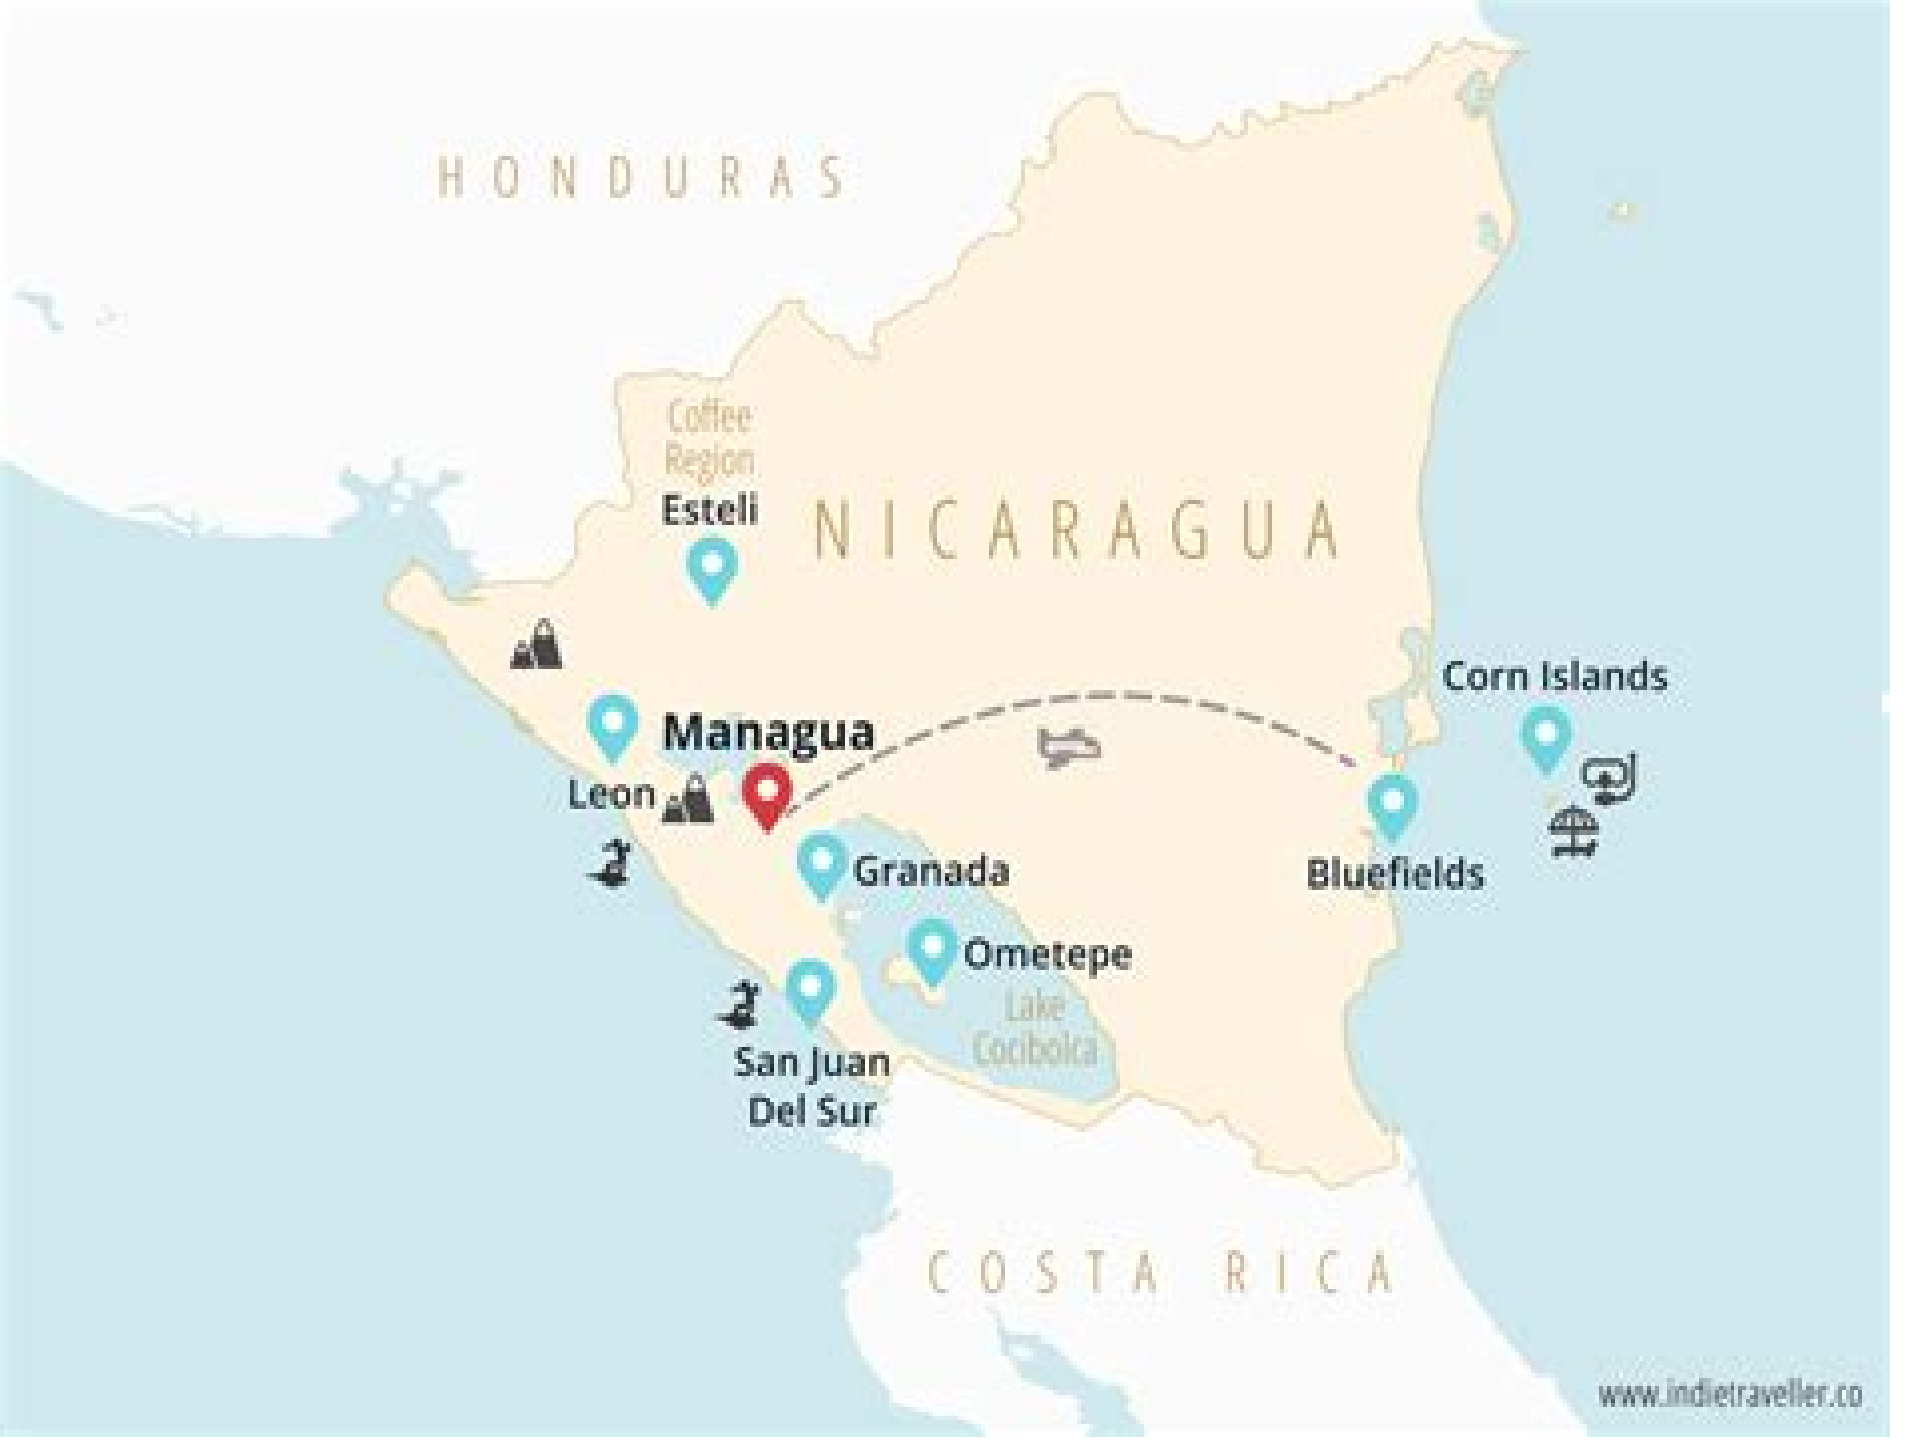 HONDURAS
Coffee
Region
Esteli
NICARAGUA
Corn Islands
Managua
Leon
Granada
Bluefields
Ometepe
Lake
Cocibolca
San Juan
Del Sur
COSTA RICA
www.indietraveller.co